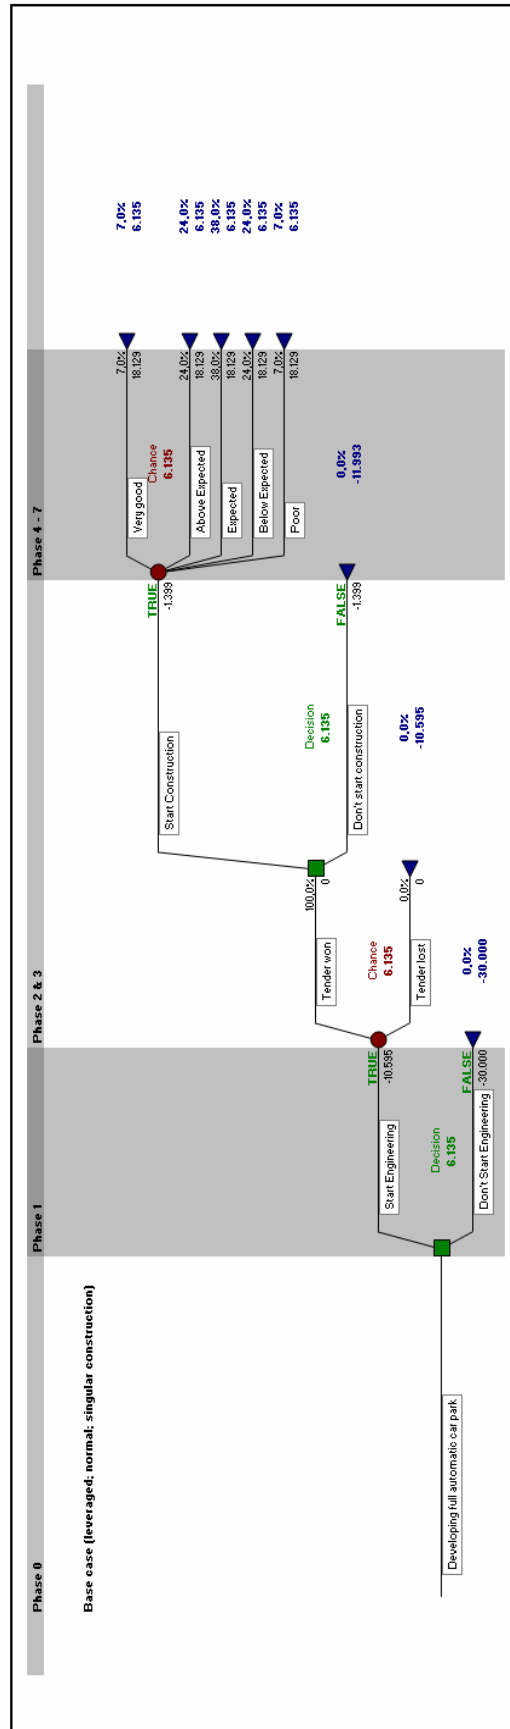 Phase 0
Phase 1
Phase 2 & 3
Phase 4 - 7
Base case (leveraged; normal; singular construction)
Developing full automatic car park
Decision
6.135
Start Engineering
TRUE
-10.595
Don't Start Engineering
FALSE
-30.000
0,0%
-30.000
Chance
6.135
Tender won
100,0%
0
Tender lost
0,0%
0
0,0%
-10.595
Decision
6.135
Start Construction
TRUE
-1.399
Don't start construction
FALSE
-1.399
0,0%
-11.993
Chance
6.135
Very good
7,0%
18.129
7,0%
6.135
Above Expected
24,0%
18.129
24,0%
6.135
Expected
38,0%
18.129
38,0%
6.135
Below Expected
24,0%
18.129
24,0%
6.135
Poor
7,0%
18.129
7,0%
6.135